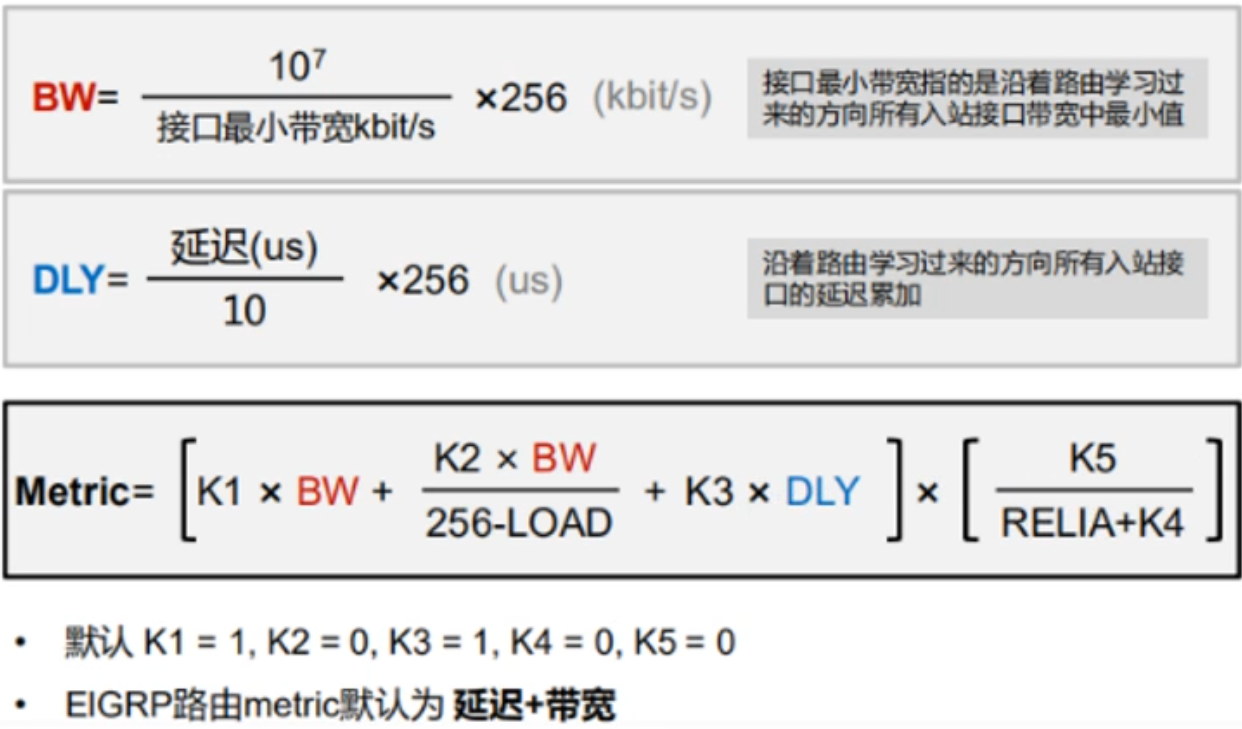 BW= 10⁷ / 接口最小带宽kbit/s ×256 (kbit/s)
接口最小带宽指的是沿着路由学习过
来的方向所有入站接口带宽中最小值
DLY= 延迟(us) / 10 ×256 (us)
沿着路由学习过来的方向所有入站接
口的延迟累加
Metric= [K1 × BW + K2 × BW / 256-LOAD + K3 × DLY] × [K5 / RELIA+K4]
• 默认 K1 = 1, K2 = 0, K3 = 1, K4 = 0, K5 = 0
• EIGRP路由metric默认为 延迟+带宽